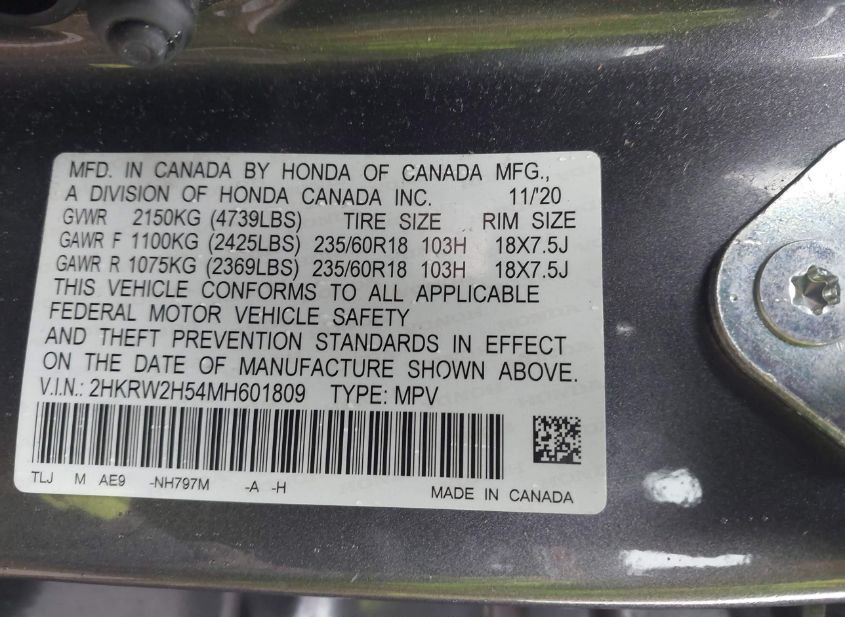 MFD. IN CANADA BY HONDA OF CANADA MFG.,
A DIVISION OF HONDA CANADA INC. 11/'20
GVWR 2150KG (4739LBS) TIRE SIZE RIM SIZE
GAWR F 1100KG (2425LBS) 235/60R18 103H 18X7.5J
GAWR R 1075KG (2369LBS) 235/60R18 103H 18X7.5J
THIS VEHICLE CONFORMS TO ALL APPLICABLE
FEDERAL MOTOR VEHICLE SAFETY
AND THEFT PREVENTION STANDARDS IN EFFECT
ON THE DATE OF MANUFACTURE SHOWN ABOVE.
V.I.N.: 2HKRW2H54MH601809 TYPE: MPV
TLJ M AE9 -NH797M -A -H MADE IN CANADA